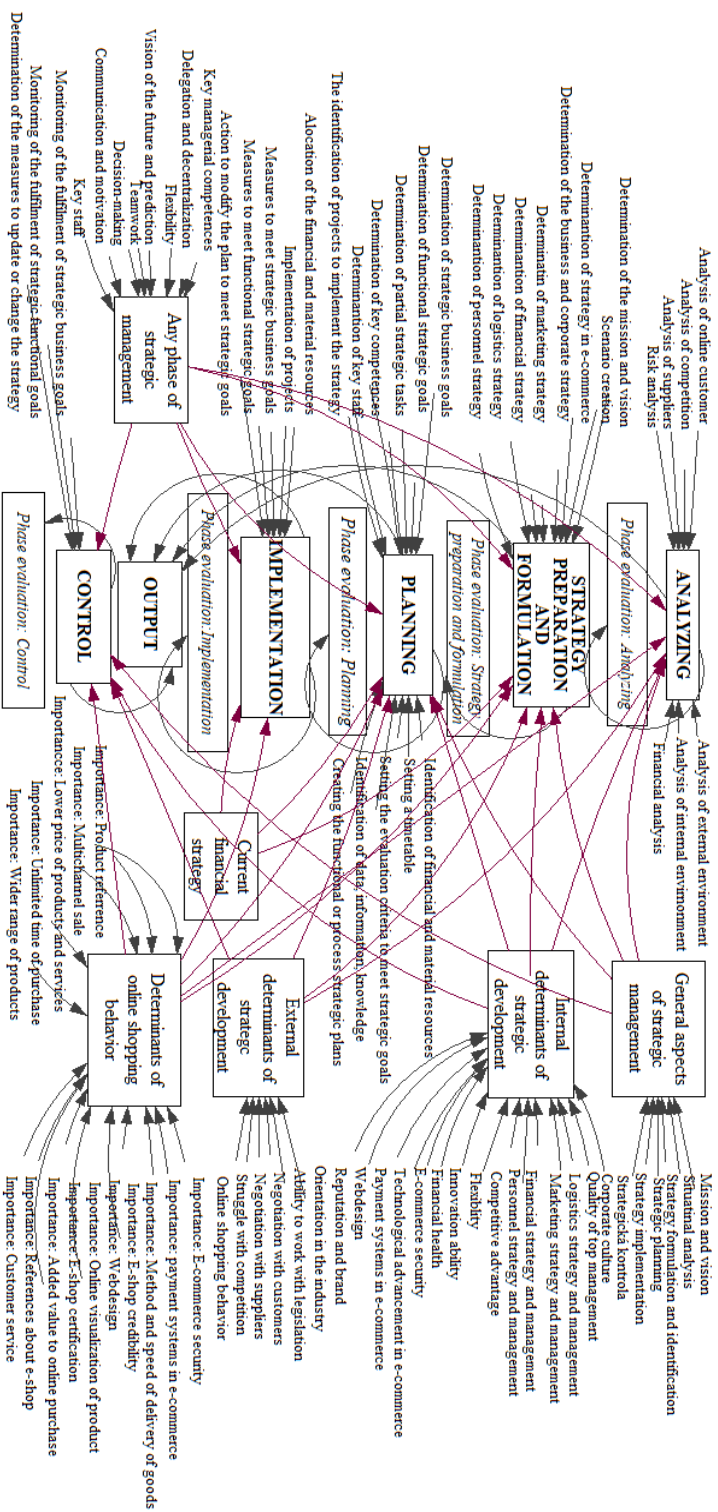 Analysis of online customer
Analysis of competition
Analysis of suppliers
Risk analysis
Determination of the mission and vision
Scenario creation
Determinantion of strategy in e-commerce
Determination of the business and corporate strategy
Determinatin of marketing strategy
Determinantion of financial strategy
Determinantion of logistics strategy
Determinantion of personnel strategy
Determination of strategic business goals
Determination of functional strategic goals
Determination of partial strategic tasks
Determination of key competences
Determinantion of key staff
The identification of projects to implement the strategy
Alocation of the financial and material resources
Implementation of projects
Measures to meet strategic business goals
Measures to meet functional strategic goals
Action to modify the plan to meet strategic goals
Key managerial competences
Delegation and decentralization
Flexibility
Vision of the future and prediction
Teamwork
Decision-making
Communication and motivation
Key staff
Monitoring of the fulfilment of strategic business goals
Monitoring of the fulfilment of strategic functional goals
Determination of the measures to update or change the strategy
Any phase of
strategic
management
ANALYZING
Phase evaluation: Analyzing
STRATEGY
PREPARATION
AND
FORMULATION
Phase evaluation: Strategy
preparation and formulation
PLANNING
Phase evaluation: Planning
IMPLEMENTATION
Phase evaluation: Implementation
OUTPUT
CONTROL
Phase evaluation: Control
Analysis of external environment
Analysis of internal environment
Financial analysis
Identification of financial and material resources
Setting a timetable
Setting the evaluation criteria to meet strategic goals
Identification of data, information, knowledge
Creating the functional or process strategic plans
Current
financial
strategy
Importance: Product referrence
Importance: Multichannel sale
Importancce: Lower price of products and services
Importance: Unlimited time of purchase
Importance: Wider range of products
General aspects
of strategic
management
Internal
determinants of
strategic
development
External
determinants of
strategc
development
Determinants of
online shopping
behavior
Mission and vision
Situatinal analysis
Strategy formulation and identification
Strategic planning
Strategy implementation
Strategická kontrola
Corporate culture
Quality of top management
Logistics strategy and management
Marketing strategy and management
Financial strategy and management
Personnel strategy and management
Competitive advantage
Flexiblity
Innovation ability
Financial health
E-commerce security
Technological advancement in e-commerce
Payment systems in e-commerce
Webdesign
Reputation and brand
Orientation in the industry
Ability to work with legislation
Negotiation with customers
Negotiation with suppliers
Struggle with competition
Online shopping behavior
Importance: E-commerce security
Importance: payment systems in e-commerce
Importance: Method and speed of delivery of goods
Importance: E-shop credibility
Importance: Webdesign
Importance: Online visualization of product
Importance: E-shop certification
Importance: Added value to online purchase
Importance: References about e-shop
Importance: Customer service